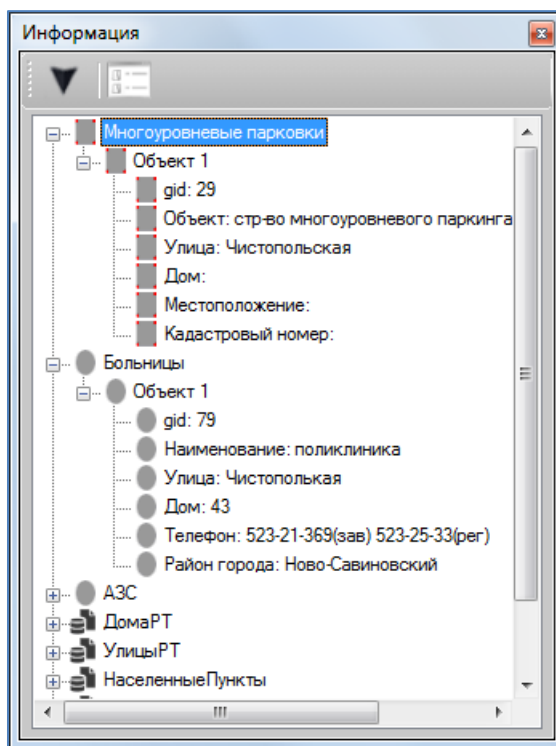 Информация
Многоуровневые парковки
Объект 1
gid: 29
Объект: стр-во многоуровневого паркинга
Улица: Чистопольская
Дом:
Местоположение:
Кадастровый номер:
Больницы
Объект 1
gid: 79
Наименование: поликлиника
Улица: Чистополькая
Дом: 43
Телефон: 523-21-369(зав) 523-25-33(рег)
Район города: Ново-Савиновский
АЗС
ДомаРТ
УлицыРТ
НаселенныеПункты